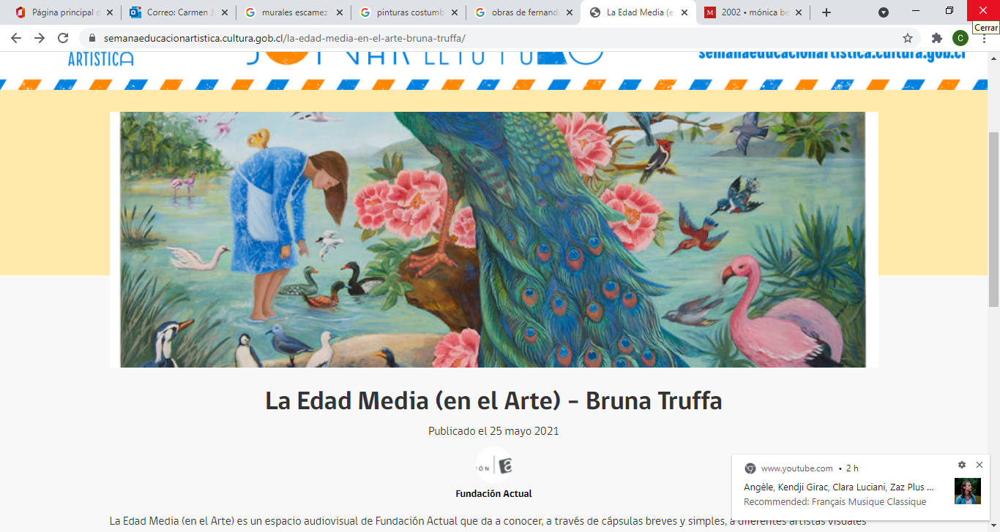 Página principal d
Correo: Carmen J
murales escamez
pinturas costumb
obras de fernand
La Edad Media (e
2002 • mónica be
Cerrar
semanaeducacionartistica.cultura.gob.cl/la-edad-media-en-el-arte-bruna-truffa/
C
ARTÍSTICA
semanaeducacionartistica.cultura.gob.cl
La Edad Media (en el Arte) – Bruna Truffa
Publicado el 25 mayo 2021
IÓN a
Fundación Actual
La Edad Media (en el Arte) es un espacio audiovisual de Fundación Actual que da a conocer, a través de cápsulas breves y simples, a diferentes artistas visuales
www.youtube.com • 2 h
Angèle, Kendji Girac, Clara Luciani, Zaz Plus ...
Recommended: Français Musique Classique